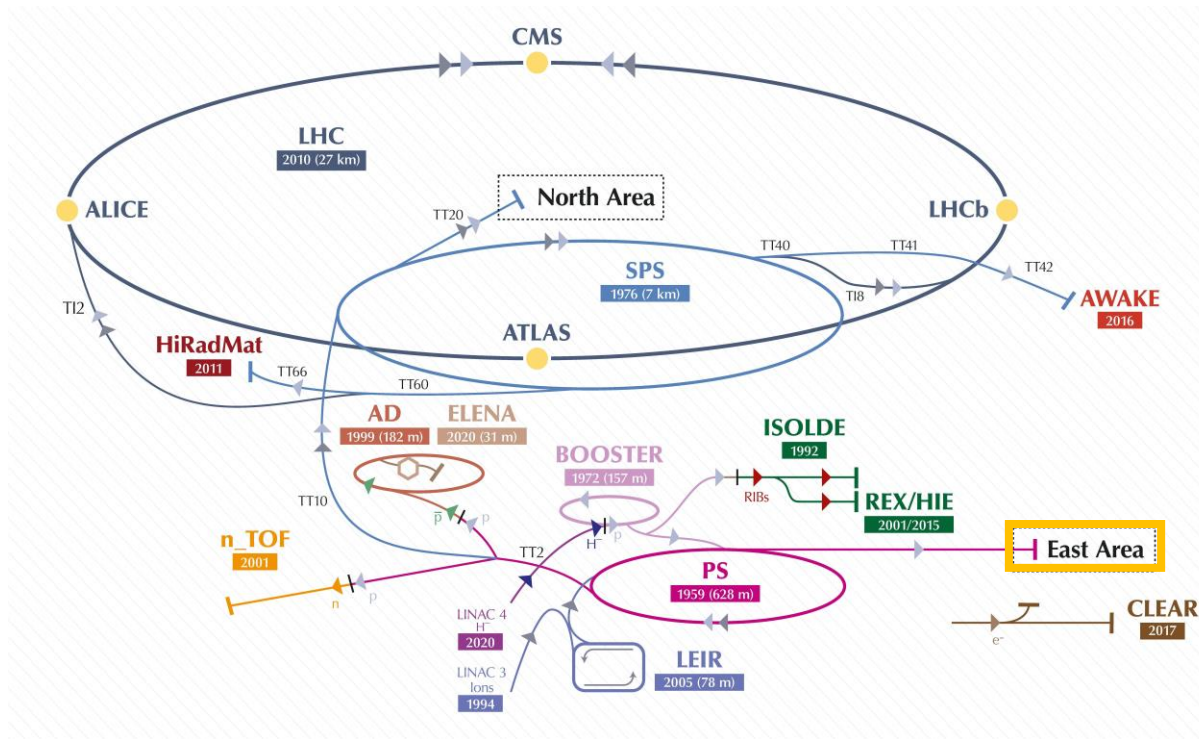 CMS
LHC
2010 (27 km)
North Area
TT20
ALICE
LHCb
TT40
TT41
SPS
1976 (7 km)
TT42
TI8
TI2
AWAKE
2016
ATLAS
HiRadMat
2011
TT66
TT60
AD
1999 (182 m)
ELENA
2020 (31 m)
ISOLDE
1992
BOOSTER
1972 (157 m)
RIBs
REX/HIE
2001/2015
TT10
p̅
p
TT2
H⁻
p
n_TOF
2001
East Area
PS
1959 (628 m)
n
p
LINAC 4
H⁻
2020
CLEAR
2017
e⁻
LEIR
2005 (78 m)
LINAC 3
Ions
1994